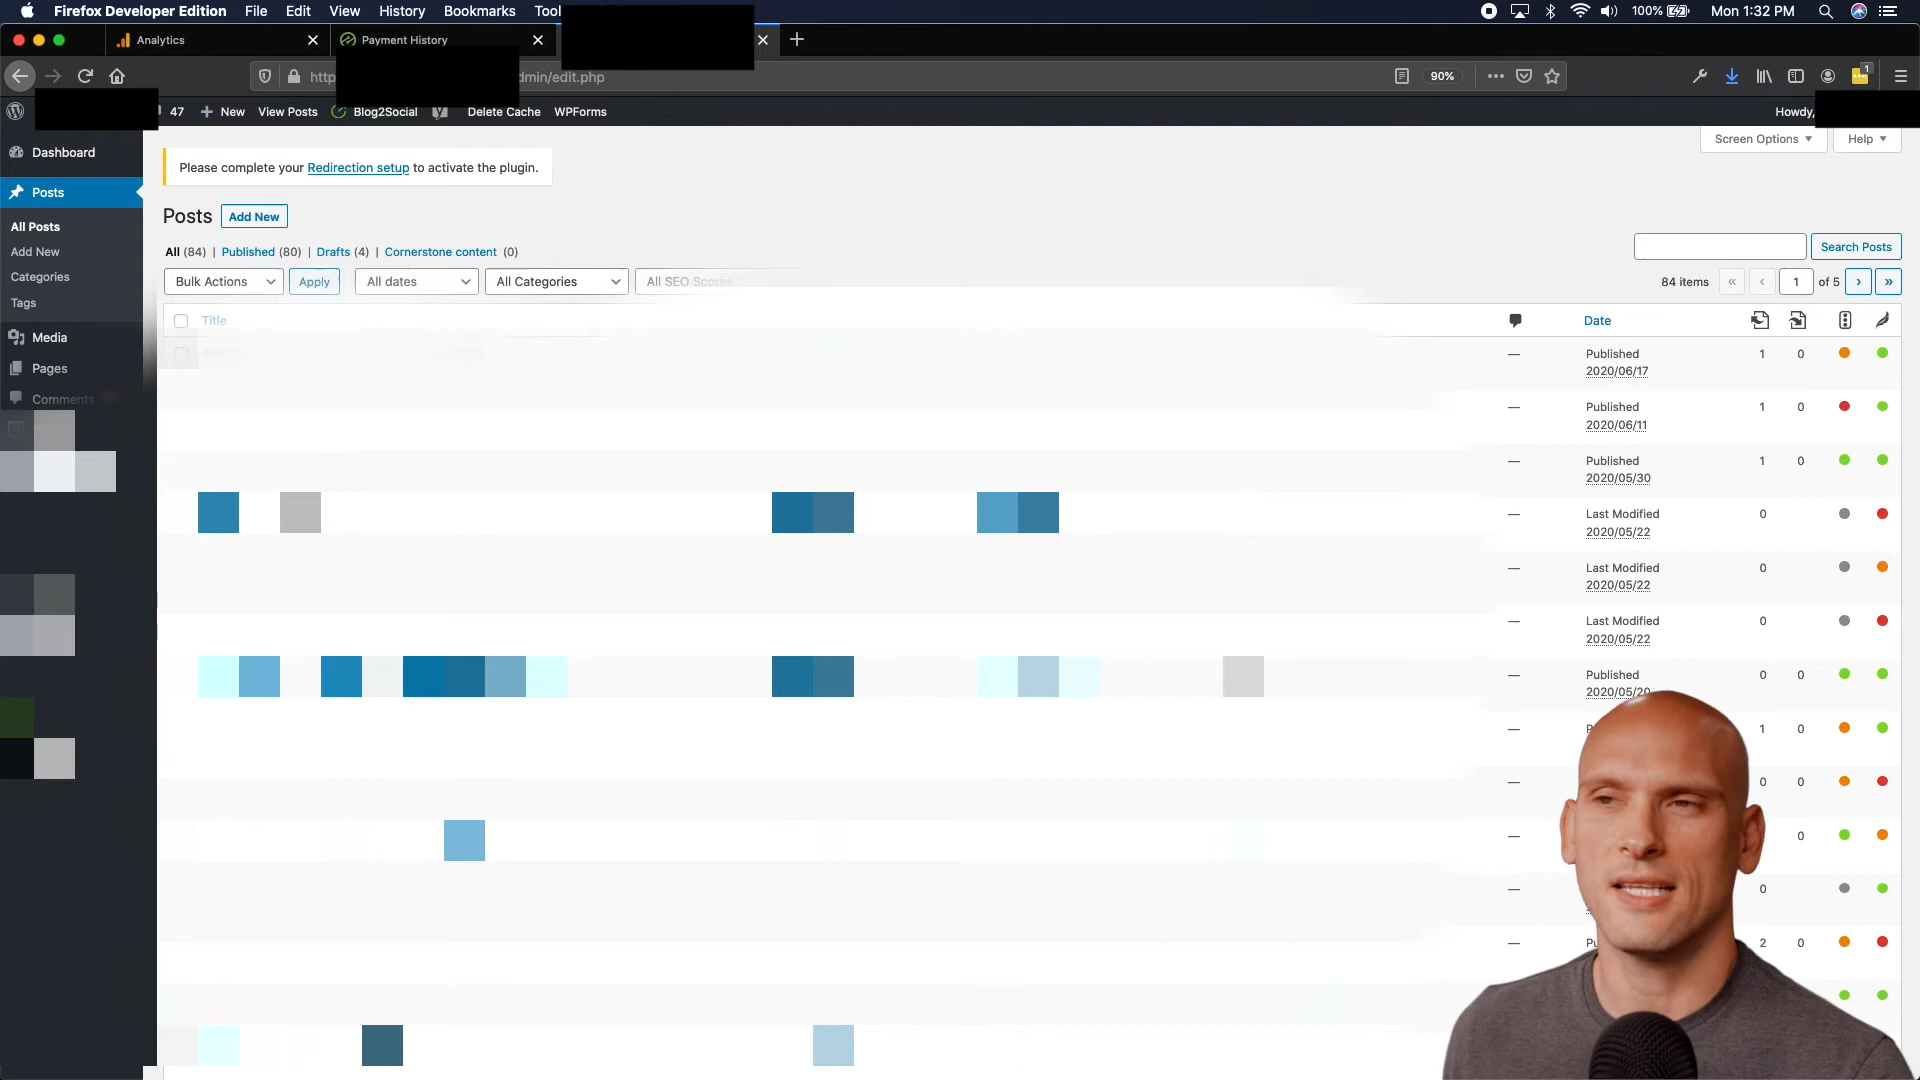 Firefox Developer Edition File Edit View History Bookmarks Tool
100% Mon 1:32 PM
Analytics
Payment History
http
dmin/edit.php
90%
1
47 New View Posts Blog2Social Delete Cache WPForms
Howdy,
Screen Options
Help
Dashboard
Please complete your Redirection setup to activate the plugin.
Posts
Posts Add New
All Posts
All (84) | Published (80) | Drafts (4) | Cornerstone content (0)
Search Posts
Add New
Categories
Bulk Actions Apply All dates All Categories All SEO Scores
84 items « ‹ 1 of 5 › »
Tags
Title
Date
Media
Pages
Comments
— Published 1 0
2020/06/17
— Published 1 0
2020/06/11
— Published 1 0
2020/05/30
— Last Modified 0
2020/05/22
— Last Modified 0
2020/05/22
— Last Modified 0
2020/05/22
— Published 0 0
2020/05/20
— 1 0
— 0 0
— 0
— 0
— 2 0